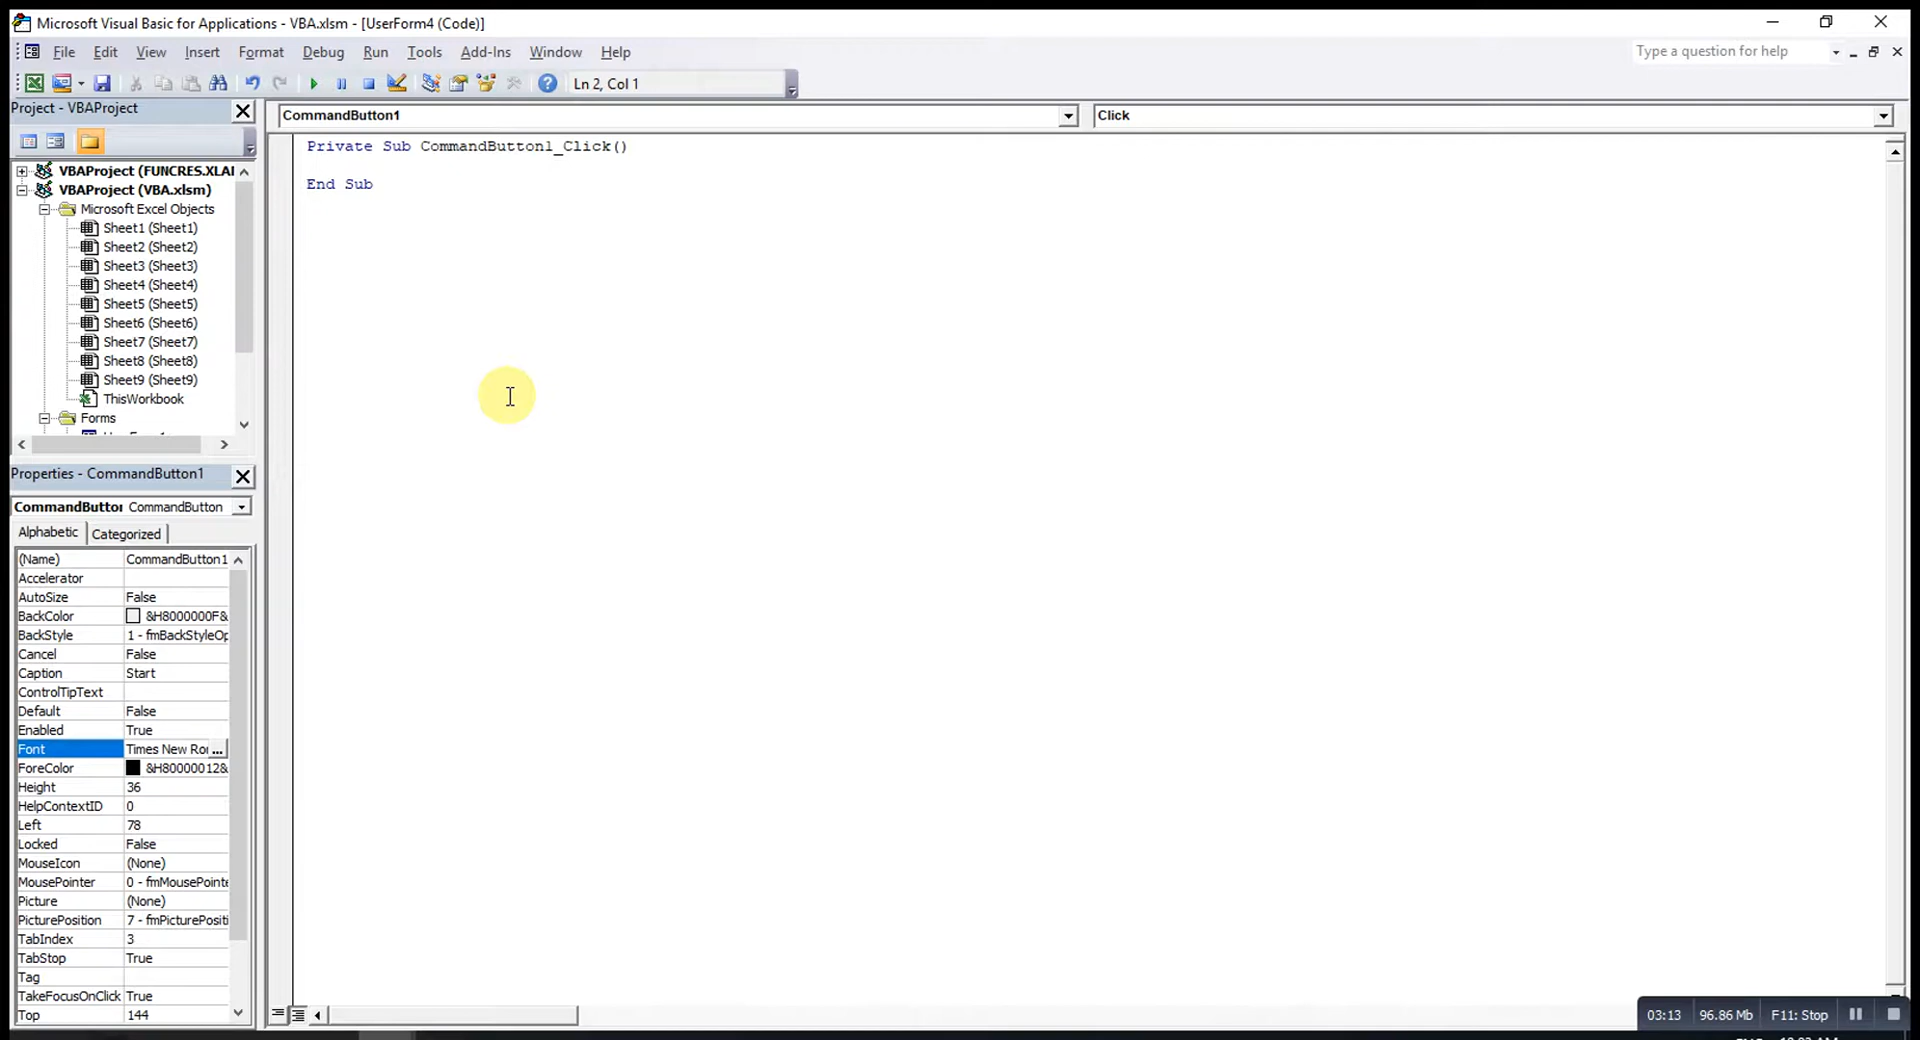 Microsoft Visual Basic for Applications - VBA.xlsm - [UserForm4 (Code)]
File Edit View Insert Format Debug Run Tools Add-Ins Window Help
Type a question for help
Ln 2, Col 1
Project - VBAProject
CommandButton1
Click
Private Sub CommandButton1_Click()
End Sub
VBAProject (FUNCRES.XLAI
VBAProject (VBA.xlsm)
Microsoft Excel Objects
Sheet1 (Sheet1)
Sheet2 (Sheet2)
Sheet3 (Sheet3)
Sheet4 (Sheet4)
Sheet5 (Sheet5)
Sheet6 (Sheet6)
Sheet7 (Sheet7)
Sheet8 (Sheet8)
Sheet9 (Sheet9)
ThisWorkbook
Forms
Properties - CommandButton1
CommandButtoı CommandButton
Alphabetic Categorized
(Name) CommandButton1
Accelerator
AutoSize False
BackColor &H8000000F&
BackStyle 1 - fmBackStyleOp
Cancel False
Caption Start
ControlTipText
Default False
Enabled True
Font Times New Ror ...
ForeColor &H80000012&
Height 36
HelpContextID 0
Left 78
Locked False
MouseIcon (None)
MousePointer 0 - fmMousePointe
Picture (None)
PicturePosition 7 - fmPicturePositi
TabIndex 3
TabStop True
Tag
TakeFocusOnClick True
Top 144
03:13 96.86 Mb F11: Stop